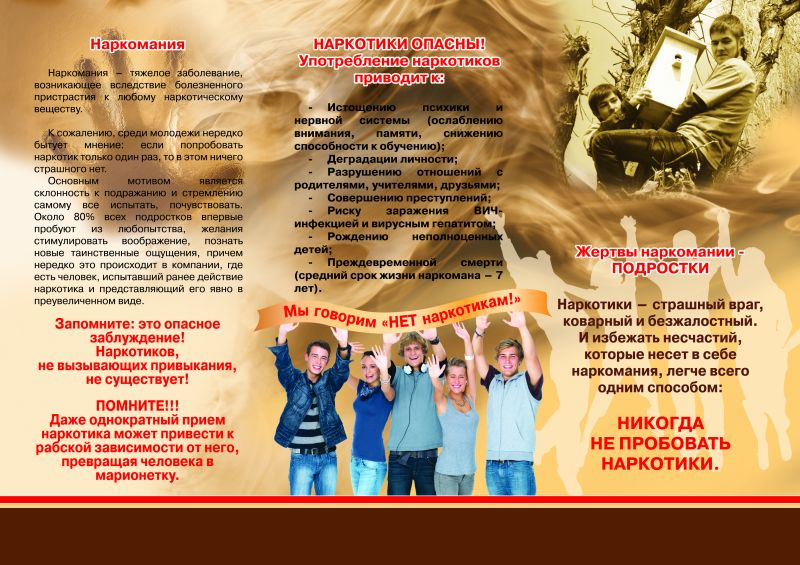 Наркомания
Наркомания – тяжелое заболевание,
возникающее вследствие болезненного
пристрастия к любому наркотическому
веществу.
К сожалению, среди молодежи нередко
бытует мнение: если попробовать
наркотик только один раз, то в этом ничего
страшного нет.
Основным мотивом является
склонность к подражанию и стремлению
самому все испытать, почувствовать.
Около 80% всех подростков впервые
пробуют из любопытства, желания
стимулировать воображение, познать
новые таинственные ощущения, причем
нередко это происходит в компании, где
есть человек, испытавший ранее действие
наркотика и представляющий его явно в
преувеличенном виде.
Запомните: это опасное
заблуждение!
Наркотиков,
не вызывающих привыкания,
не существует!
ПОМНИТЕ!!!
Даже однократный прием
наркотика может привести к
рабской зависимости от него,
превращая человека в
марионетку.
НАРКОТИКИ ОПАСНЫ!
Употребление наркотиков
приводит к:
- Истощению психики и
нервной системы (ослаблению
внимания, памяти, снижению
способности к обучению);
- Деградации личности;
- Разрушению отношений с
родителями, учителями, друзьями;
- Совершению преступлений;
- Риску заражения ВИЧ-
инфекцией и вирусным гепатитом;
- Рождению неполноценных
детей;
- Преждевременной смерти
(средний срок жизни наркомана – 7
лет).
Мы говорим «НЕТ наркотикам!»
Жертвы наркомании -
ПОДРОСТКИ
Наркотики – страшный враг,
коварный и безжалостный.
И избежать несчастий,
которые несет в себе
наркомания, легче всего
одним способом:
НИКОГДА
НЕ ПРОБОВАТЬ
НАРКОТИКИ.